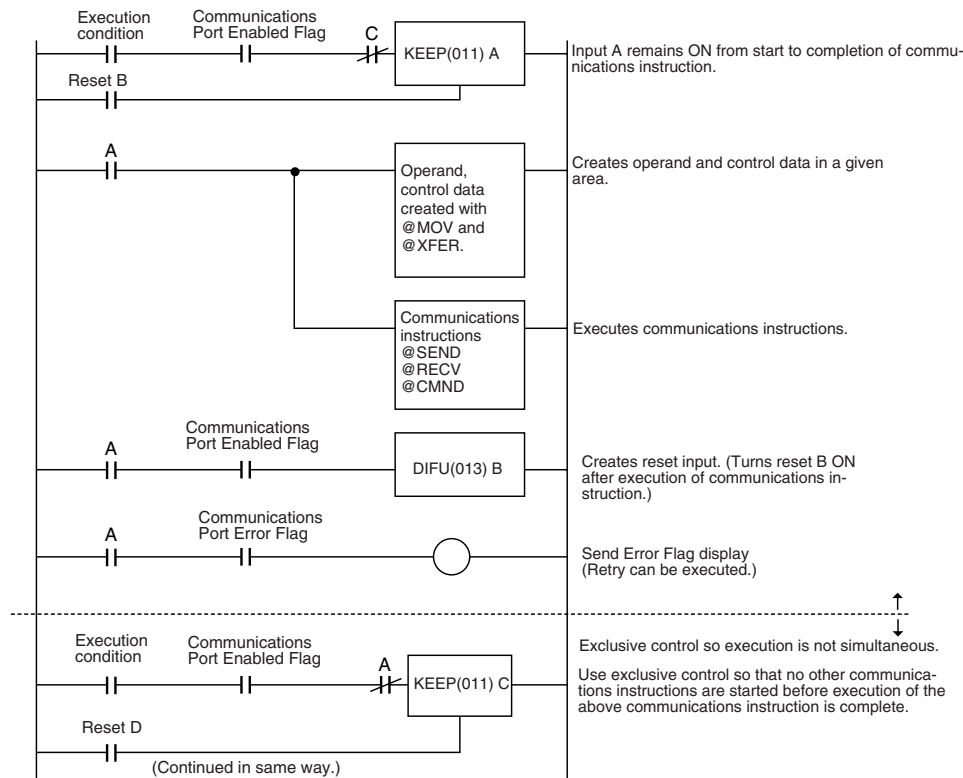 Execution
condition
Communications
Port Enabled Flag
C
KEEP(011) A
Input A remains ON from start to completion of commu-
nications instruction.
Reset B
A
Operand,
control data
created with
@MOV and
@XFER.
Creates operand and control data in a given
area.
Communications
instructions
@SEND
@RECV
@CMND
Executes communications instructions.
A
Communications
Port Enabled Flag
DIFU(013) B
Creates reset input. (Turns reset B ON
after execution of communications in-
struction.)
A
Communications
Port Error Flag
Send Error Flag display
(Retry can be executed.)
Exclusive control so execution is not simultaneous.
Execution
condition
Communications
Port Enabled Flag
A
KEEP(011) C
Use exclusive control so that no other communica-
tions instructions are started before execution of the
above communications instruction is complete.
Reset D
(Continued in same way.)